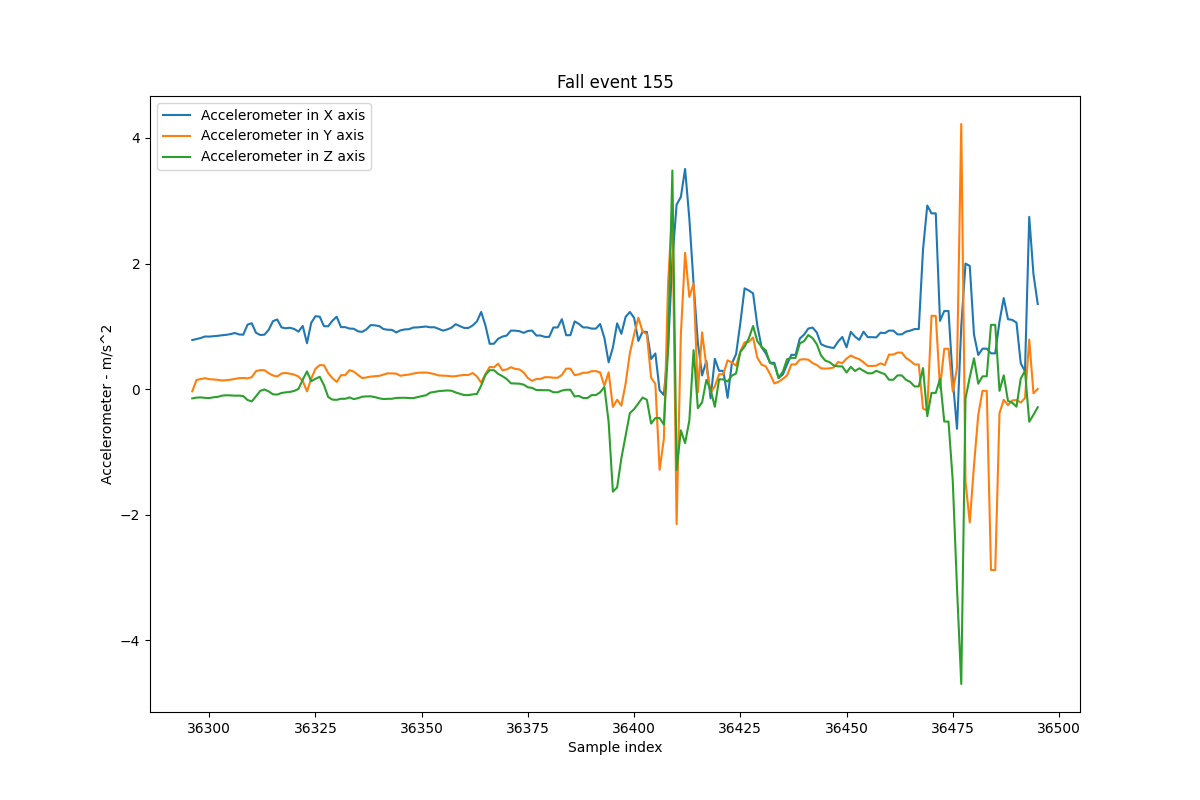 Fall event 155
Accelerometer in X axis
Accelerometer in Y axis
Accelerometer in Z axis
4
2
0
−2
−4
Accelerometer - m/s^2
36300 36325 36350 36375 36400 36425 36450 36475 36500
Sample index